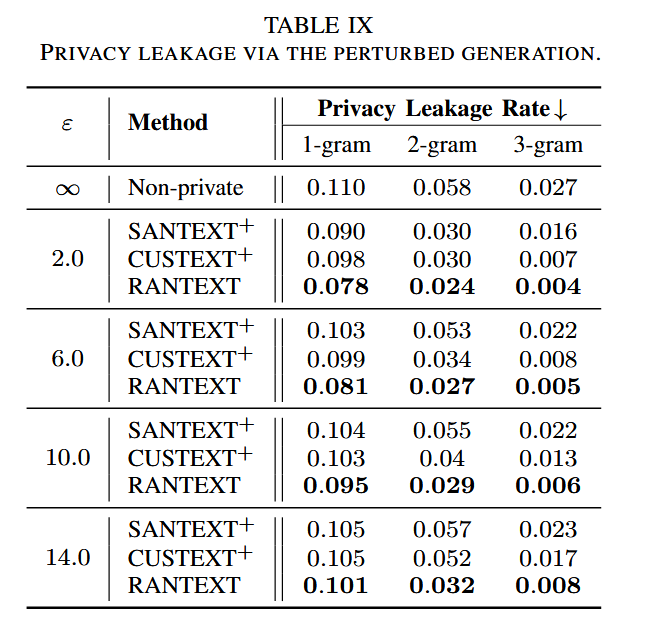 TABLE IX
PRIVACY LEAKAGE VIA THE PERTURBED GENERATION.
ε Method Privacy Leakage Rate↓
1-gram 2-gram 3-gram
∞ Non-private 0.110 0.058 0.027
SANTEXT+ 0.090 0.030 0.016
2.0 CUSTEXT+ 0.098 0.030 0.007
RANTEXT 0.078 0.024 0.004
SANTEXT+ 0.103 0.053 0.022
6.0 CUSTEXT+ 0.099 0.034 0.008
RANTEXT 0.081 0.027 0.005
SANTEXT+ 0.104 0.055 0.022
10.0 CUSTEXT+ 0.103 0.04 0.013
RANTEXT 0.095 0.029 0.006
SANTEXT+ 0.105 0.057 0.023
14.0 CUSTEXT+ 0.105 0.052 0.017
RANTEXT 0.101 0.032 0.008